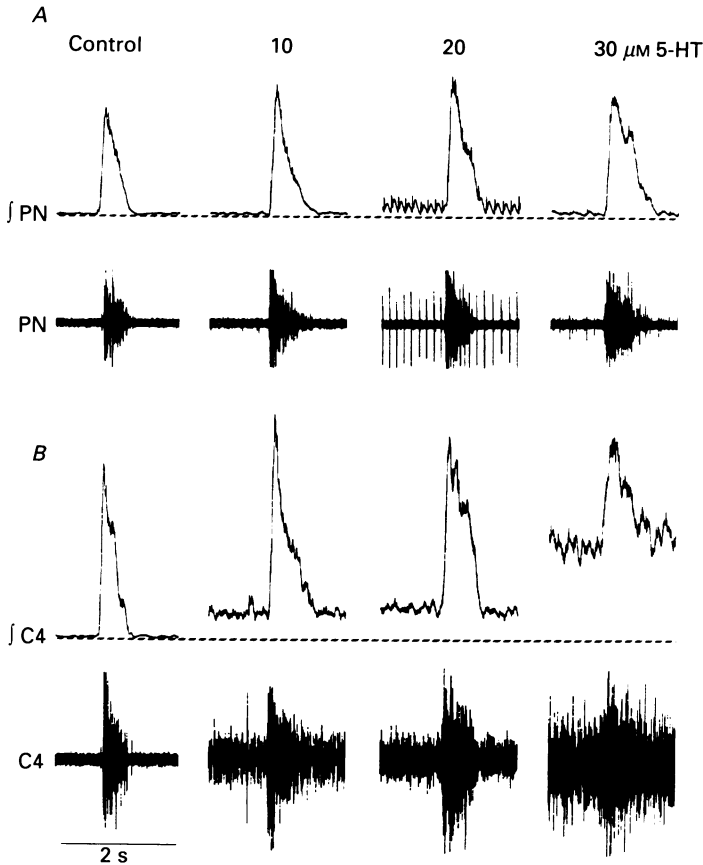 A
Control 10 20 30 μM 5-HT
∫ PN
PN
B
∫ C4
C4
2 s